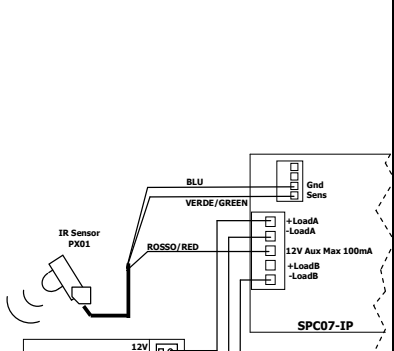 BLU
Gnd
VERDE/GREEN
Sens
+LoadA
-LoadA
IR Sensor
PX01
ROSSO/RED
12V Aux Max 100mA
+LoadB
-LoadB
SPC07-IP
12V